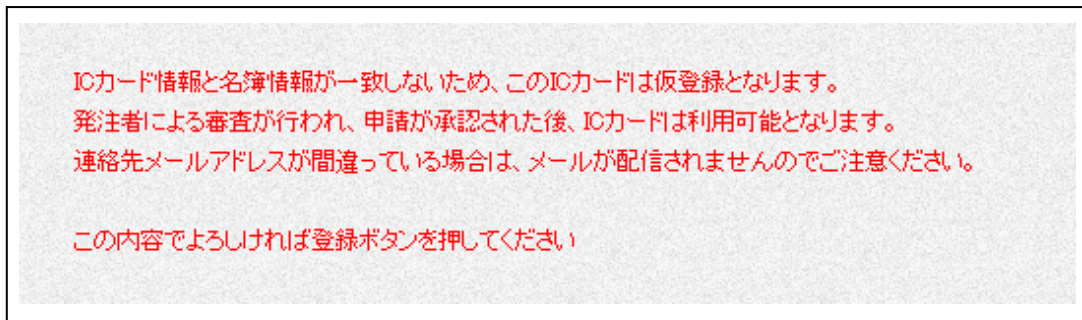 ICカード情報と名簿情報が一致しないため、このICカードは仮登録となります。
発注者による審査が行われ、申請が承認された後、ICカードは利用可能となります。
連絡先メールアドレスが間違っている場合は、メールが配信されませんのでご注意ください。
この内容でよろしければ登録ボタンを押してください